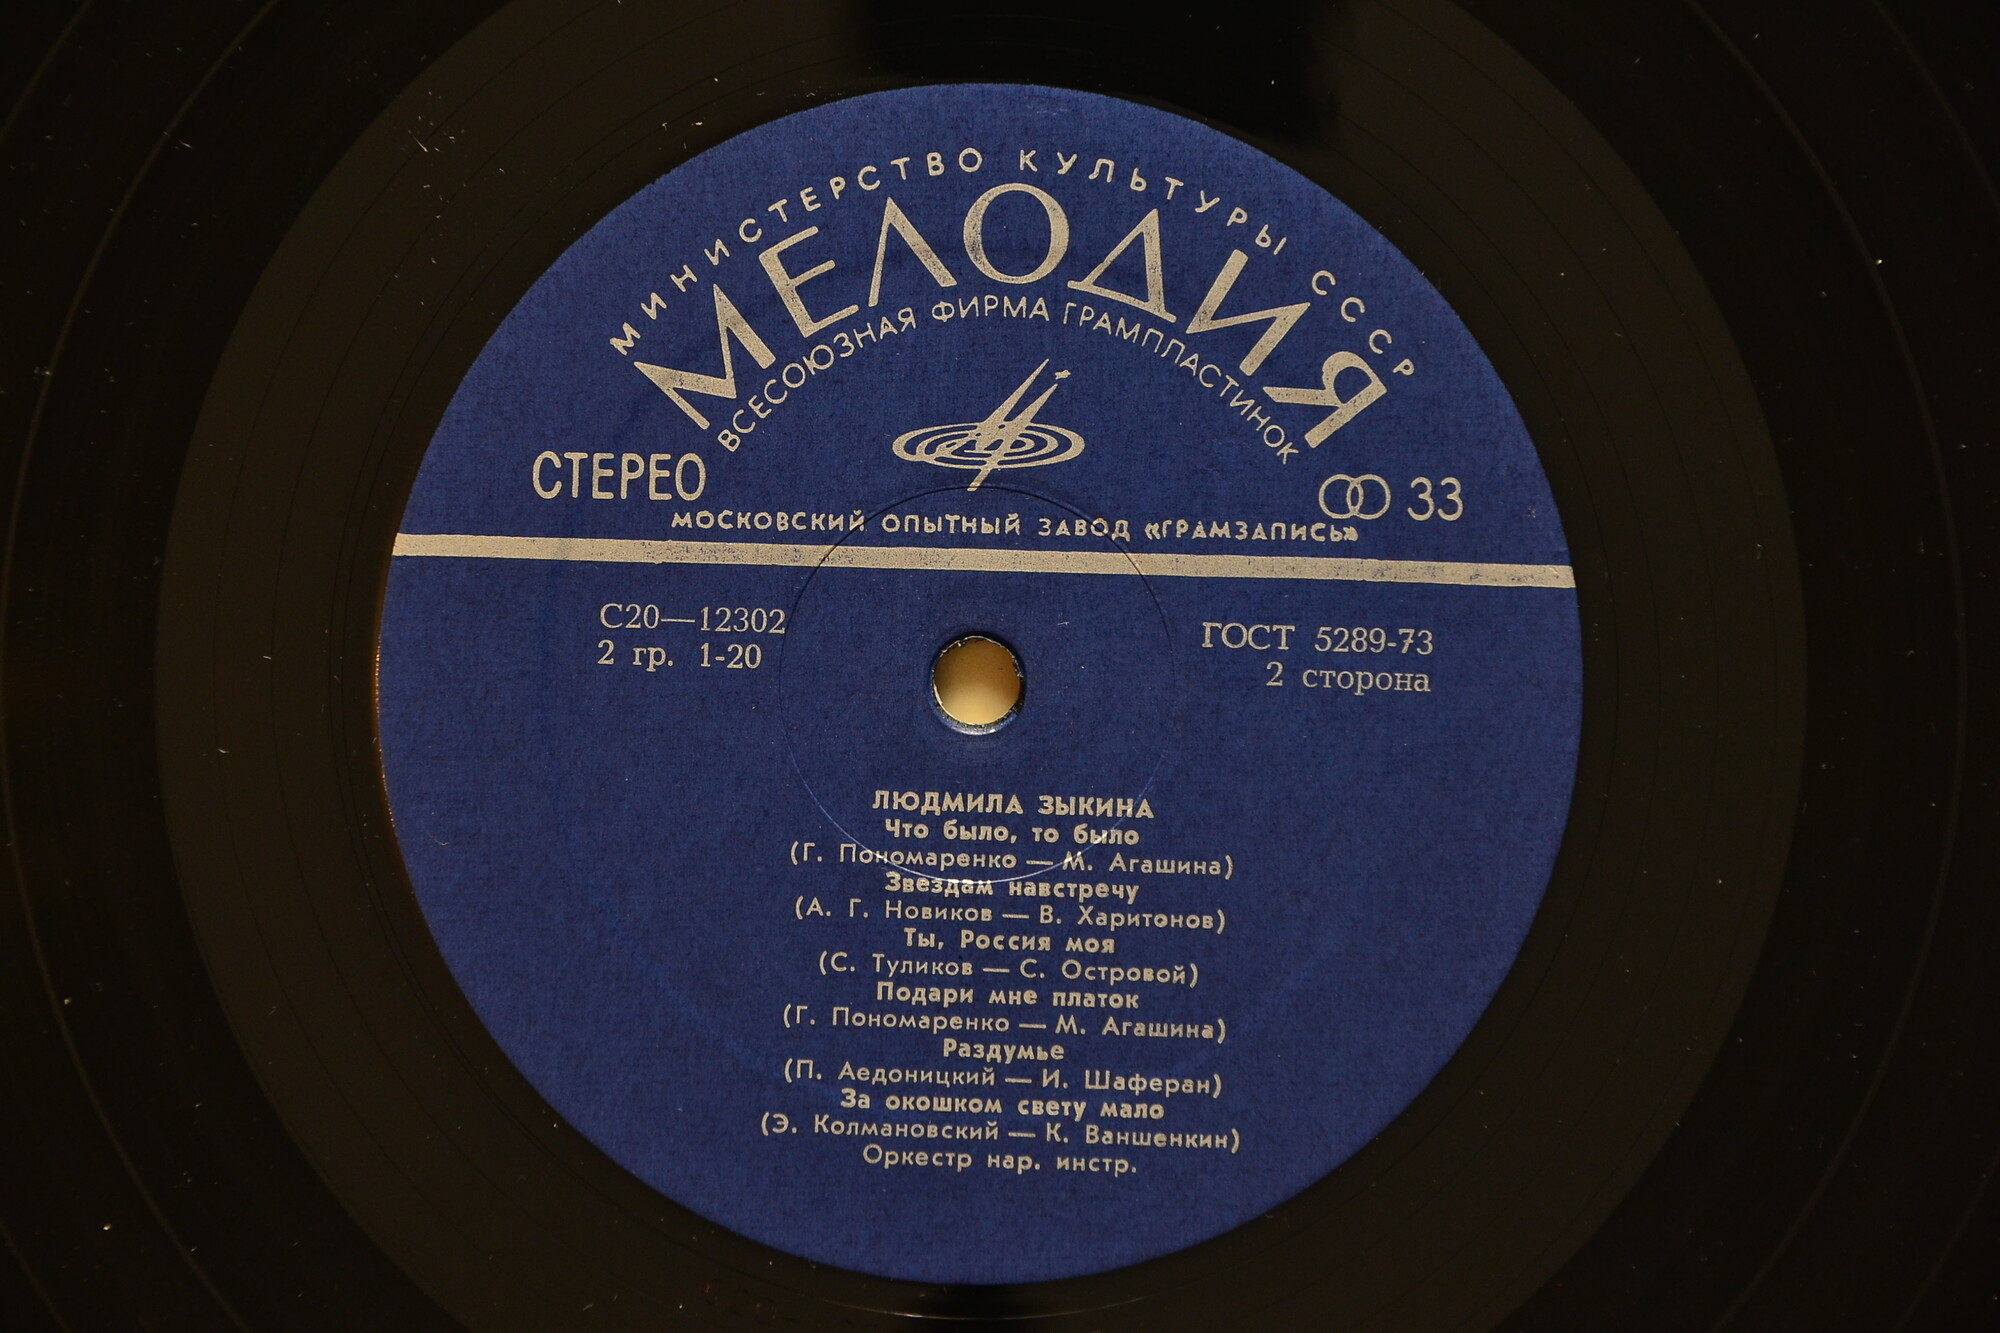 МИНИСТЕРСТВО КУЛЬТУРЫ СССР
МЕЛОДИЯ
ВСЕСОЮЗНАЯ ФИРМА ГРАМПЛАСТИНОК
СТЕРЕО
33
МОСКОВСКИЙ ОПЫТНЫЙ ЗАВОД «ГРАМЗАПИСЬ»
С20—12302
2 гр. 1-20
ГОСТ 5289-73
2 сторона
ЛЮДМИЛА ЗЫКИНА
Что было, то было
(Г. Пономаренко — М. Агашина)
Звездам навстречу
(А. Г. Новиков — В. Харитонов)
Ты, Россия моя
(С. Туликов — С. Островой)
Подари мне платок
(Г. Пономаренко — М. Агашина)
Раздумье
(П. Аедоницкий — И. Шаферан)
За окошком свету мало
(Э. Колмановский — К. Ваншенкин)
Оркестр нар. инстр.